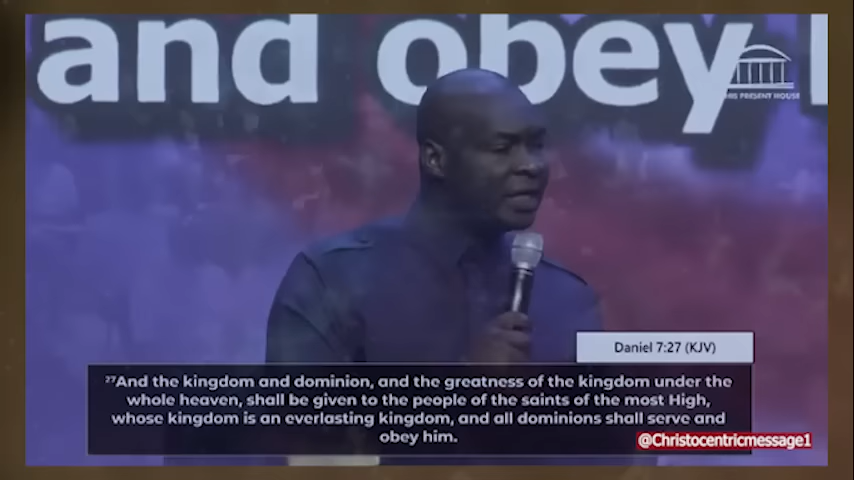 and obey
HIS PRESENT HOUSE
Daniel 7:27 (KJV)
27And the kingdom and dominion, and the greatness of the kingdom under the
whole heaven, shall be given to the people of the saints of the most High,
whose kingdom is an everlasting kingdom, and all dominions shall serve and
obey him.
@Christocentricmessage1